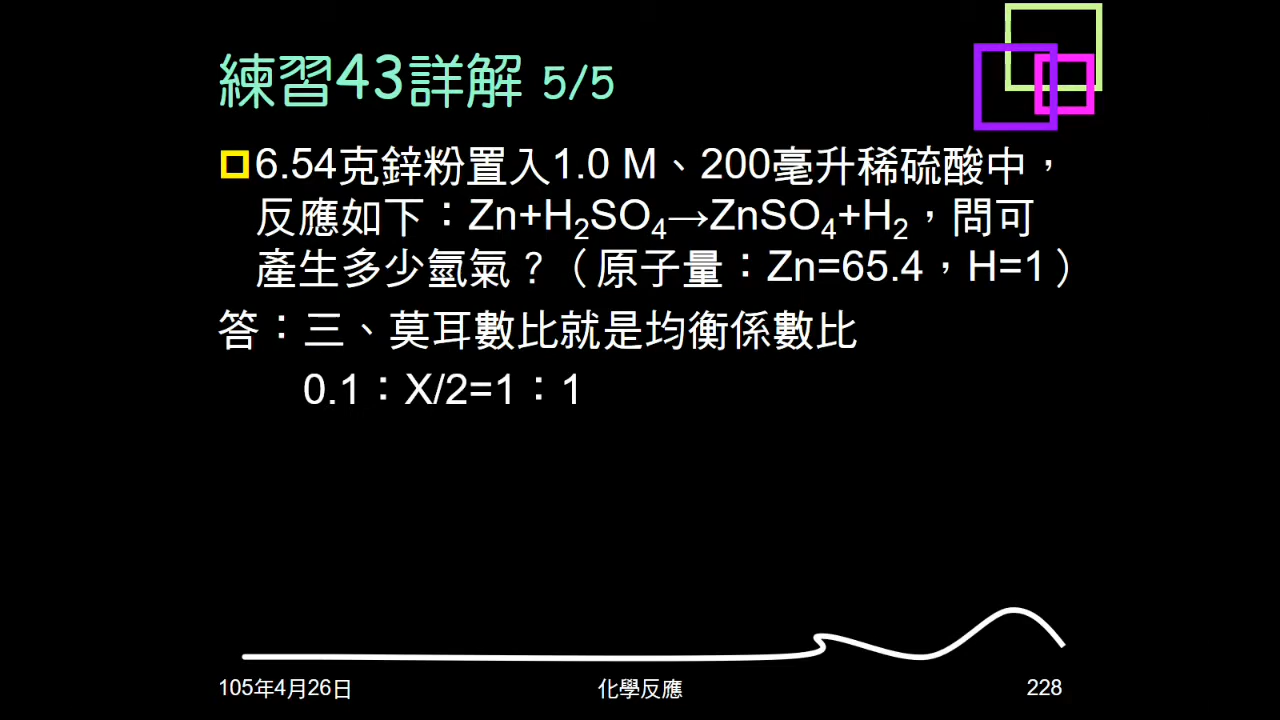 練習43詳解 5/5
6.54克鋅粉置入1.0 M、200毫升稀硫酸中，
反應如下：Zn+H₂SO₄→ZnSO₄+H₂，問可
產生多少氫氣？（原子量：Zn=65.4，H=1）
答：三、莫耳數比就是均衡係數比
0.1：X/2=1：1
105年4月26日
化學反應
228